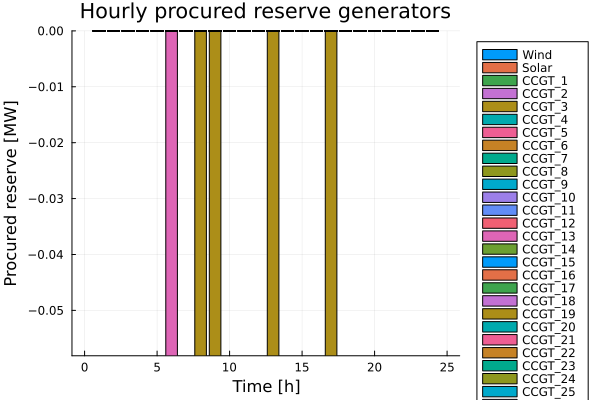 Hourly procured reserve generators
Procured reserve [MW]
0.00
−0.01
−0.02
−0.03
−0.04
−0.05
0 5 10 15 20 25
Time [h]
Wind
Solar
CCGT_1
CCGT_2
CCGT_3
CCGT_4
CCGT_5
CCGT_6
CCGT_7
CCGT_8
CCGT_9
CCGT_10
CCGT_11
CCGT_12
CCGT_13
CCGT_14
CCGT_15
CCGT_16
CCGT_17
CCGT_18
CCGT_19
CCGT_20
CCGT_21
CCGT_22
CCGT_23
CCGT_24
CCGT_25